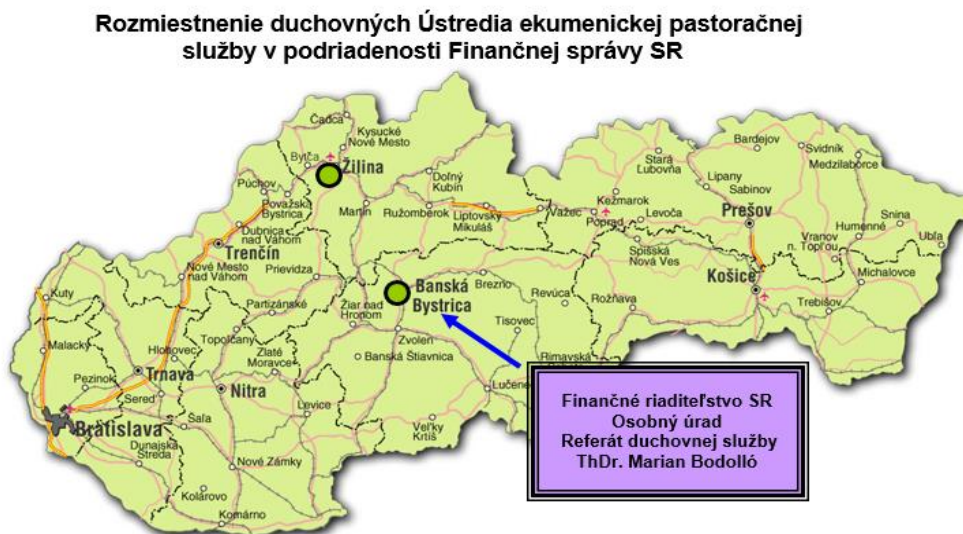 Rozmiestnenie duchovných Ústredia ekumenickej pastoračnej
služby v podriadenosti Finančnej správy SR
Čadca
Kysucké
Nové Mesto
Bytča
Žilina
Púchov
Považská
Bystrica
Martin
Dolný
Kubín
Ružomberok
Liptovský
Mikuláš
Važec
Poprad
Kežmarok
Stará
Ľubovňa
Levoča
Spišská
Nová Ves
Lipany
Sabinov
Bardejov
Svidník
Medzilaborce
Prešov
Košice
Vranov
n. Topľou
Humenné
Snina
Ubľa
Michalovce
Trebišov
Dubnica
nad Váhom
Trenčín
Nové Mesto
nad Váhom
Prievidza
Partizánske
Topoľčany
Žiar nad
Hronom
Banská
Bystrica
Brezno
Revúca
Rožňava
Tisovec
Rimavská
Zvolen
Banská Štiavnica
Zlaté
Moravce
Kuty
Malacky
Hlohovec
Trnava
Pezinok
Sereď
Nitra
Levice
Bratislava
Šaľa
Dunajská
Streda
Nové Zámky
Veľký
Krtíš
Kolárovo
Komárno
Finančné riaditeľstvo SR
Osobný úrad
Referát duchovnej služby
ThDr. Marian Bodolló